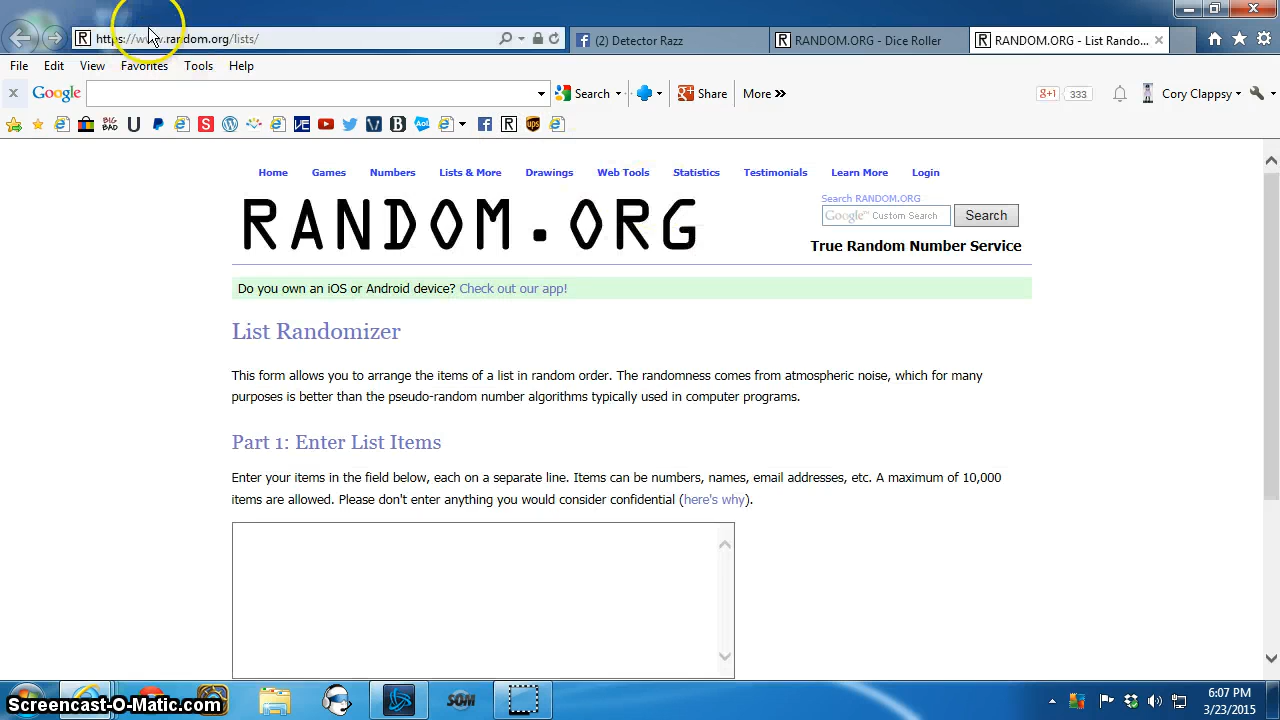 https://www.random.org/lists/
(2) Detector Razz
RANDOM.ORG - Dice Roller
RANDOM.ORG - List Rando...
File Edit View Favorites Tools Help
x Google Search Share More » g+1 333 Cory Clappsy
BIG BAD
Home Games Numbers Lists & More Drawings Web Tools Statistics Testimonials Learn More Login
Search RANDOM.ORG
RANDOM.ORG
Google™ Custom Search Search
True Random Number Service
Do you own an iOS or Android device? Check out our app!
List Randomizer
This form allows you to arrange the items of a list in random order. The randomness comes from atmospheric noise, which for many
purposes is better than the pseudo-random number algorithms typically used in computer programs.
Part 1: Enter List Items
Enter your items in the field below, each on a separate line. Items can be numbers, names, email addresses, etc. A maximum of 10,000
items are allowed. Please don't enter anything you would consider confidential (here's why).
SOM
6:07 PM
3/23/2015
Screencast-O-Matic.com